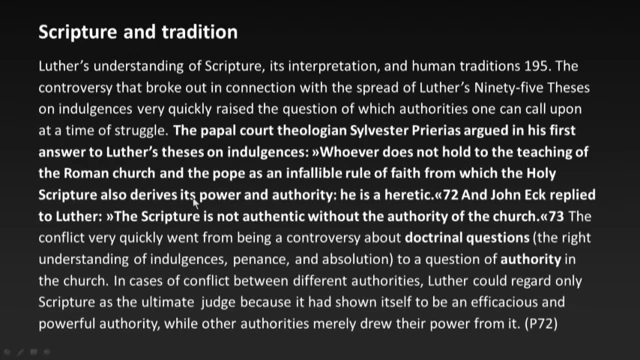 Scripture and tradition
Luther’s understanding of Scripture, its interpretation, and human traditions 195. The
controversy that broke out in connection with the spread of Luther’s Ninety-five Theses
on indulgences very quickly raised the question of which authorities one can call upon
at a time of struggle. The papal court theologian Sylvester Prierias argued in his first
answer to Luther’s theses on indulgences: »Whoever does not hold to the teaching of
the Roman church and the pope as an infallible rule of faith from which the Holy
Scripture also derives its power and authority: he is a heretic.«72 And John Eck replied
to Luther: »The Scripture is not authentic without the authority of the church.«73 The
conflict very quickly went from being a controversy about doctrinal questions (the right
understanding of indulgences, penance, and absolution) to a question of authority in
the church. In cases of conflict between different authorities, Luther could regard only
Scripture as the ultimate judge because it had shown itself to be an efficacious and
powerful authority, while other authorities merely drew their power from it. (P72)